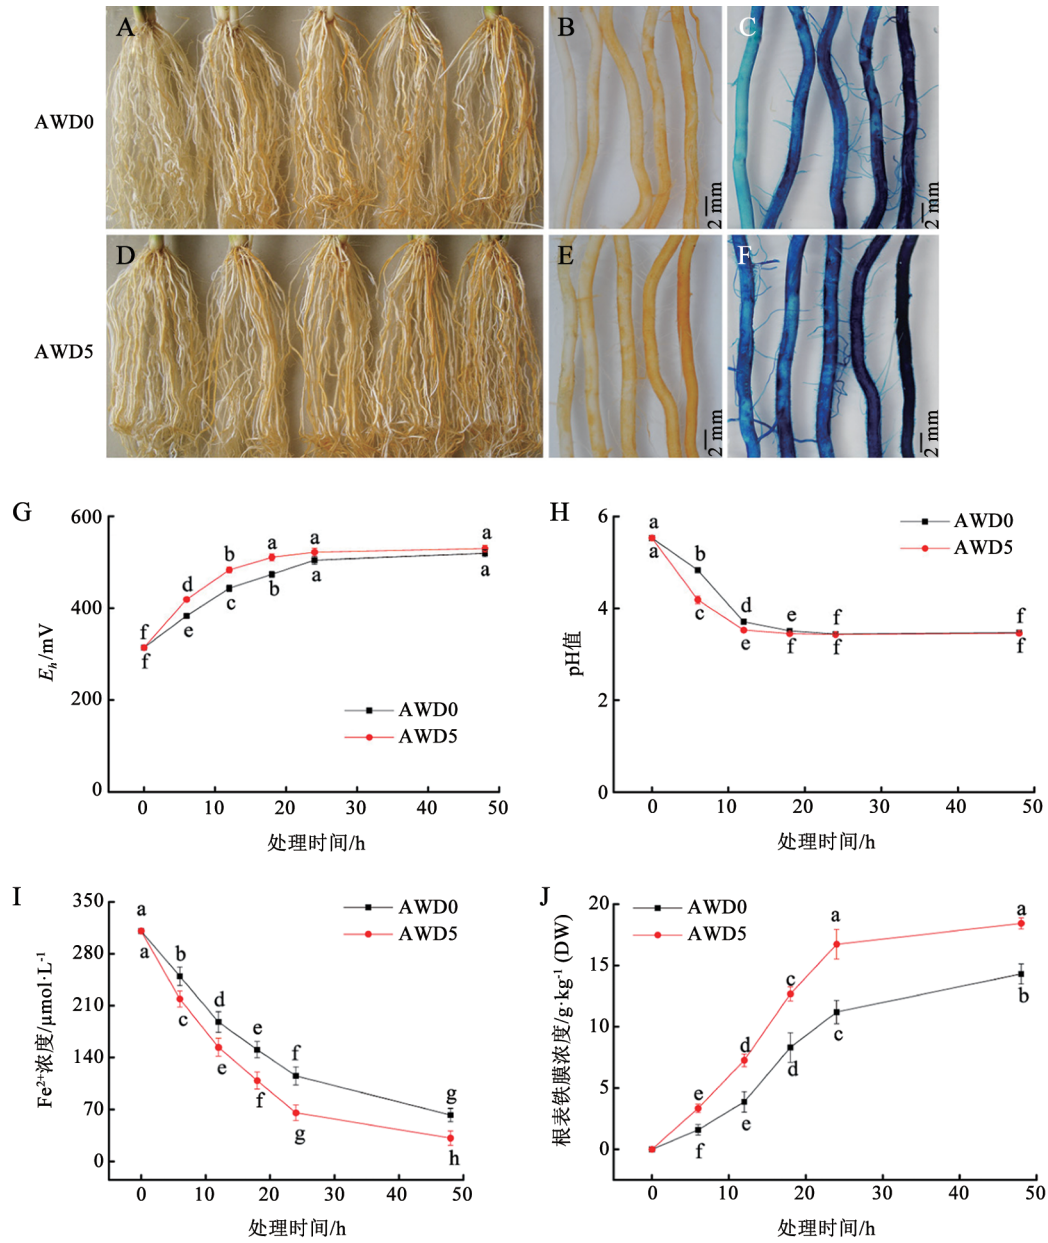 A
B
C
AWD0
2 mm
2 mm
D
E
F
AWD5
2 mm
2 mm
G
600
400
200
0
Eh/mV
f
d
b
a
a
a
f
e
c
b
a
a
AWD0
AWD5
0
10
20
30
40
50
处理时间/h
H
6
4
2
0
pH值
a
b
d
e
f
f
a
c
e
f
f
f
AWD0
AWD5
0
10
20
30
40
50
处理时间/h
I
350
280
210
140
70
0
Fe²⁺浓度/μmol·L⁻¹
a
b
d
e
f
g
a
c
e
f
g
h
AWD0
AWD5
0
10
20
30
40
50
处理时间/h
J
20
15
10
5
0
根表铁膜浓度/g·kg⁻¹ (DW)
AWD0
AWD5
e
d
c
a
a
f
e
d
c
b
0
10
20
30
40
50
处理时间/h